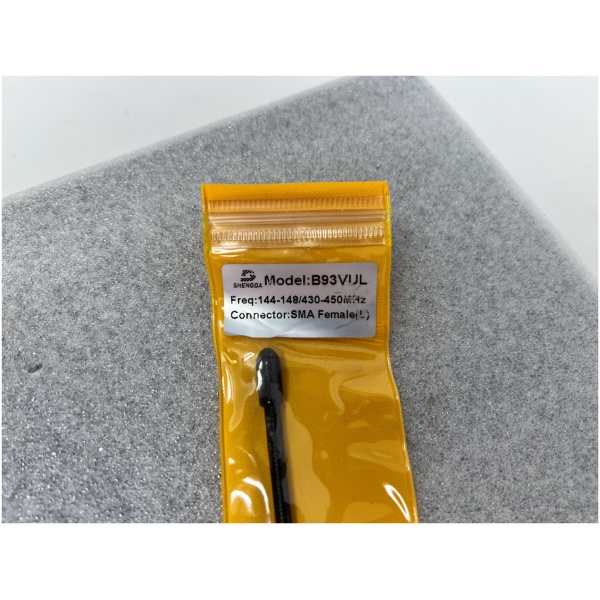 SHENGDA Model:B93VUL
Freq:144-148/430-450MHz
Connector:SMA Female(L)